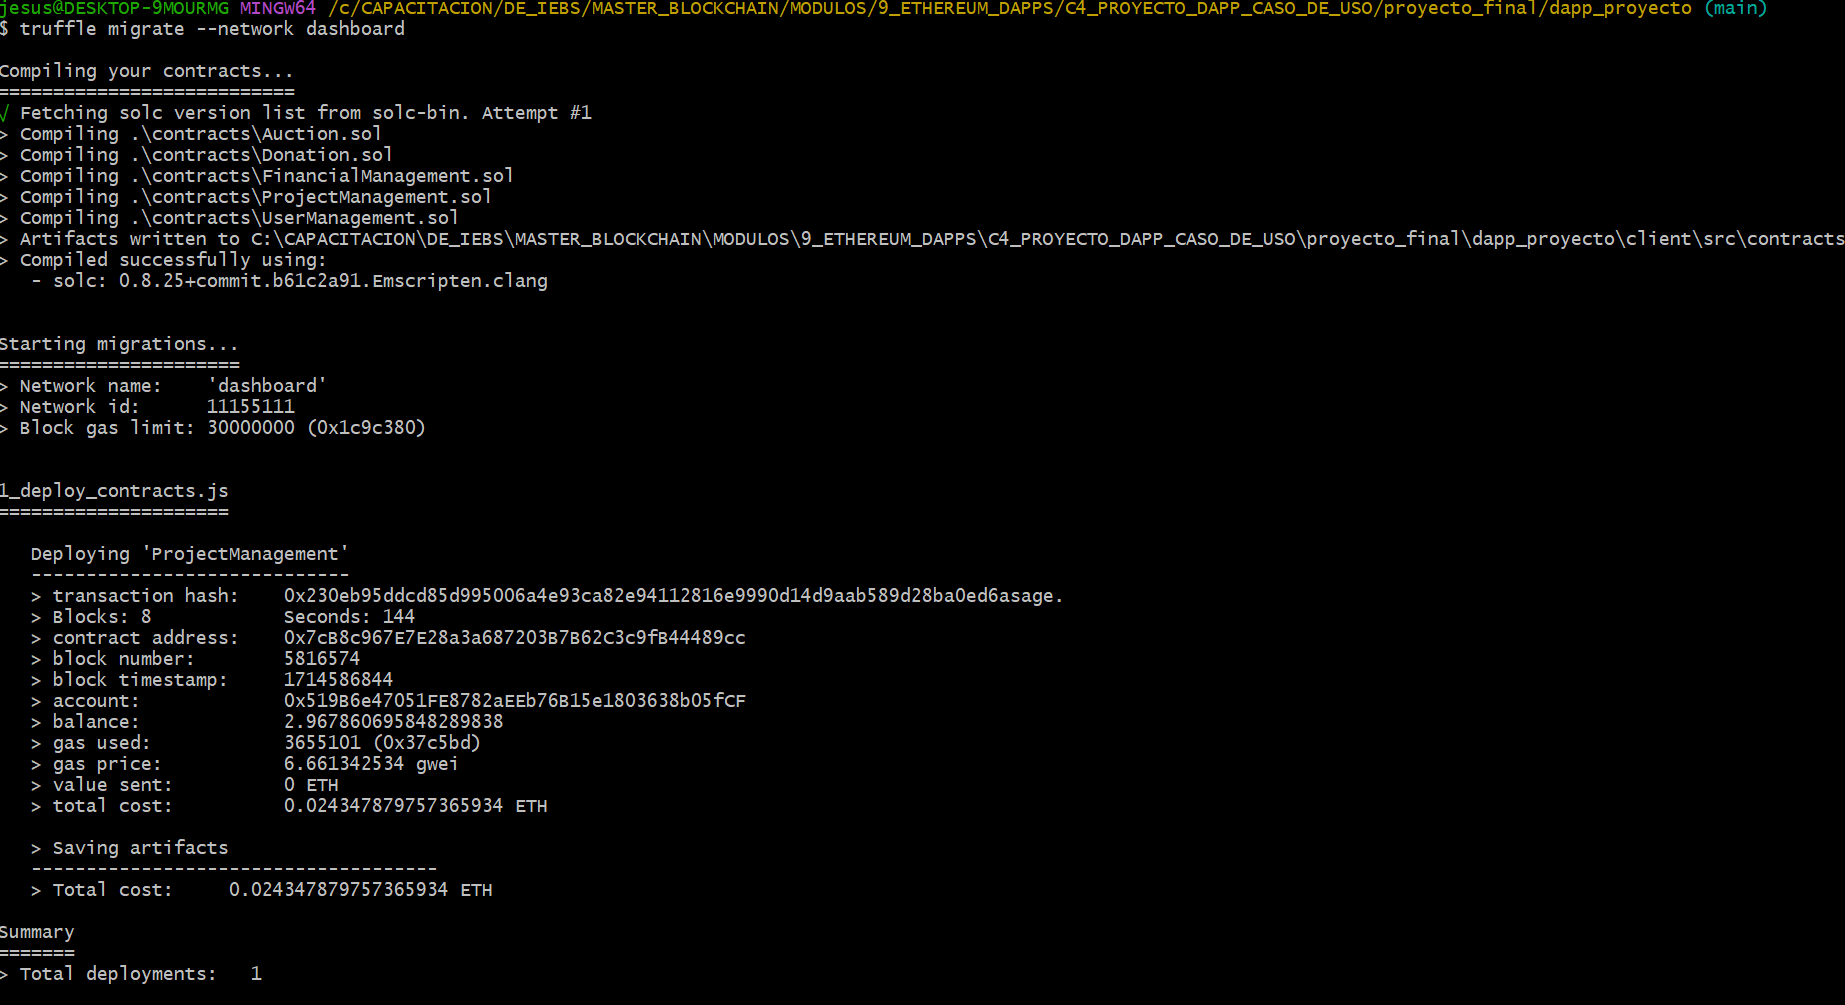 jesus@DESKTOP-9MOURMG MINGW64 /c/CAPACITACION/DE_IEBS/MASTER_BLOCKCHAIN/MODULOS/9_ETHEREUM_DAPPS/C4_PROYECTO_DAPP_CASO_DE_USO/proyecto_final/dapp_proyecto (main)
$ truffle migrate --network dashboard
Compiling your contracts...
===========================
√ Fetching solc version list from solc-bin. Attempt #1
> Compiling .\contracts\Auction.sol
> Compiling .\contracts\Donation.sol
> Compiling .\contracts\FinancialManagement.sol
> Compiling .\contracts\ProjectManagement.sol
> Compiling .\contracts\UserManagement.sol
> Artifacts written to C:\CAPACITACION\DE_IEBS\MASTER_BLOCKCHAIN\MODULOS\9_ETHEREUM_DAPPS\C4_PROYECTO_DAPP_CASO_DE_USO\proyecto_final\dapp_proyecto\client\src\contracts
> Compiled successfully using:
   - solc: 0.8.25+commit.b61c2a91.Emscripten.clang
Starting migrations...
======================
> Network name:    'dashboard'
> Network id:      11155111
> Block gas limit: 30000000 (0x1c9c380)
1_deploy_contracts.js
=====================
   Deploying 'ProjectManagement'
   -----------------------------
   > transaction hash:    0x230eb95ddcd85d995006a4e93ca82e94112816e9990d14d9aab589d28ba0ed6asage.
   > Blocks: 8            Seconds: 144
   > contract address:    0x7cB8c967E7E28a3a687203B7B62C3c9fB44489cc
   > block number:        5816574
   > block timestamp:     1714586844
   > account:             0x519B6e47051FE8782aEEb76B15e1803638b05fCF
   > balance:             2.967860695848289838
   > gas used:            3655101 (0x37c5bd)
   > gas price:           6.661342534 gwei
   > value sent:          0 ETH
   > total cost:          0.024347879757365934 ETH
   > Saving artifacts
   -------------------------------------
   > Total cost:     0.024347879757365934 ETH
Summary
=======
> Total deployments:   1